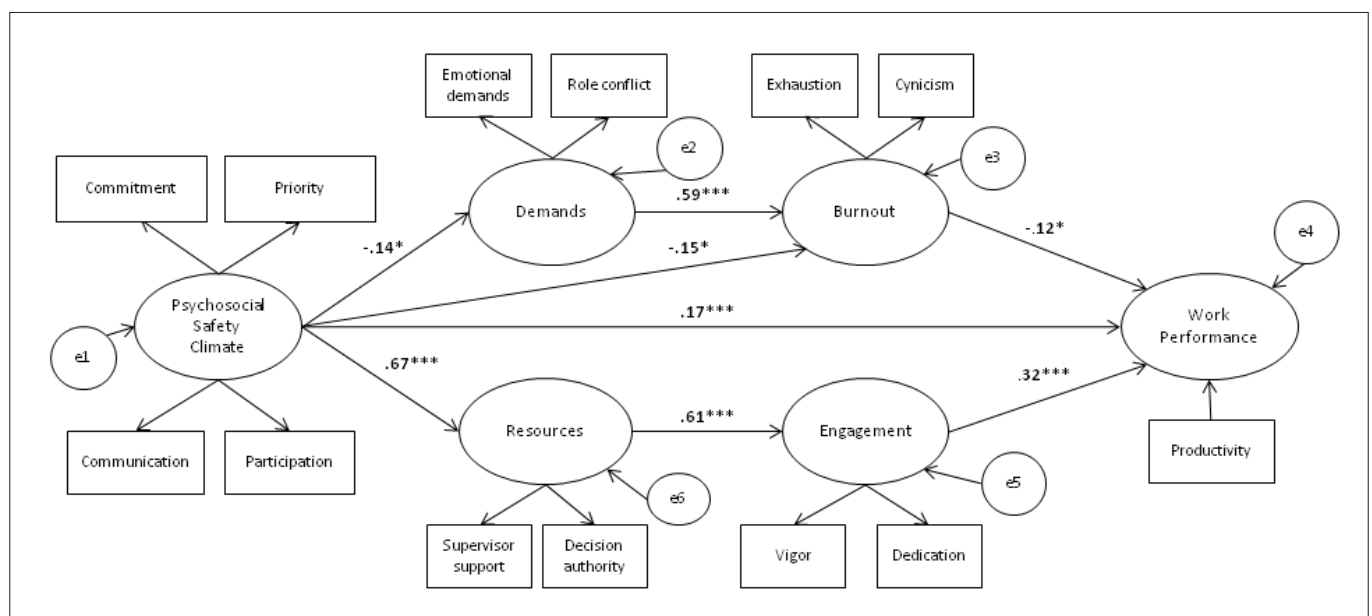 Emotional
demands
Role conflict
Exhaustion
Cynicism
e2
e3
Commitment
Priority
Demands
.59***
Burnout
-.14*
-.15*
-.12*
e4
Psychosocial
Safety
Climate
e1
.17***
Work
Performance
.67***
.32***
Resources
.61***
Engagement
Communication
Participation
Productivity
e6
e5
Supervisor
support
Decision
authority
Vigor
Dedication